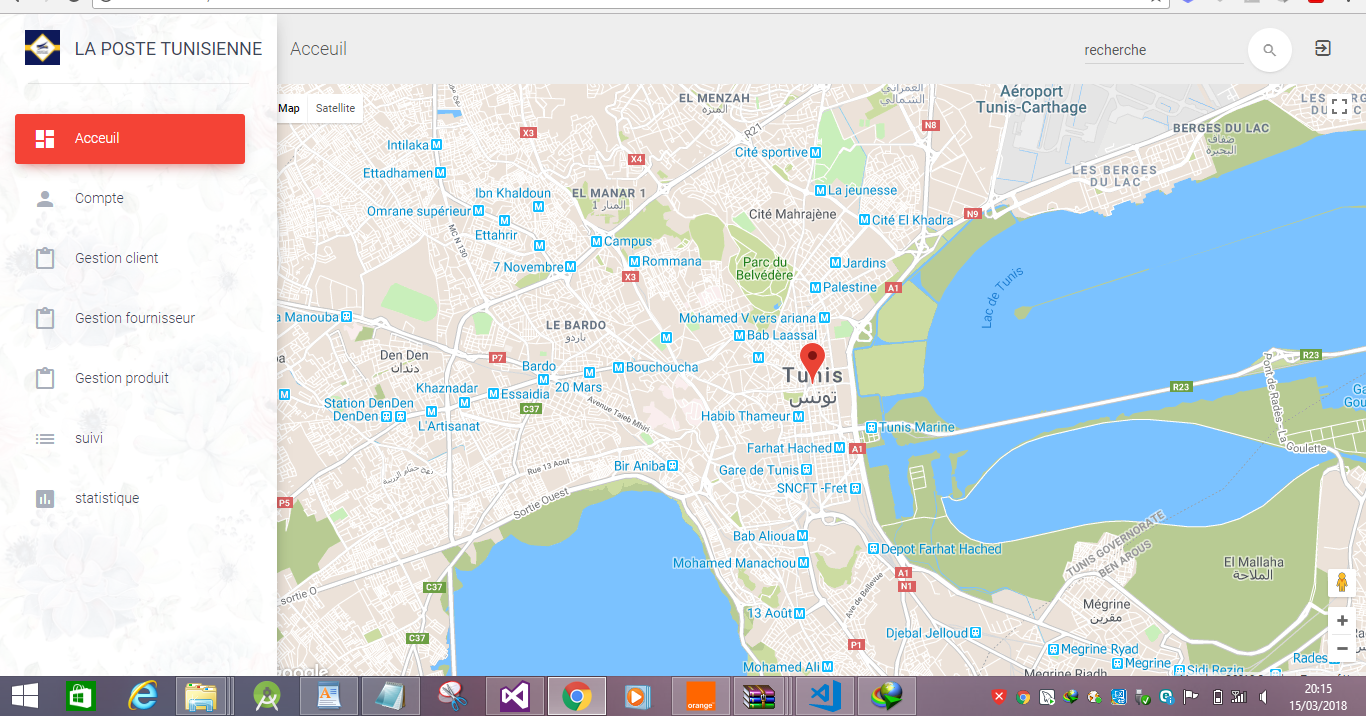 LA POSTE TUNISIENNE
Acceuil
recherche
Acceuil
Compte
Gestion client
Gestion fournisseur
Gestion produit
suivi
statistique
Map
Satellite
EL MENZAH
المنزه
العمراني
الشمالي
Aéroport
Tunis-Carthage
BERGES DU LAC
ضفاف
البحيرة
LES BERGES
DU LAC
R21
N8
X3
X4
Intilaka
Ettadhamen
Cité sportive
Ibn Khaldoun
EL MANAR 1
المنار 1
La jeunesse
Omrane supérieur
Cité Mahrajène
Cité El Khadra
N9
MC N 130
Ettahrir
Campus
7 Novembre
Rommana
X3
Parc du
Belvédère
Jardins
Palestine
A1
Lac de Tunis
a Manouba
LE BARDO
باردو
Mohamed V vers ariana
Bab Laassal
Den Den
دندان
P7
Bardo
20 Mars
Bouchoucha
Tunis
تونس
R23
R23
Pont de Radès - La Goulette
Khaznadar
Essaidia
C37
Station DenDen
DenDen
L'Artisanat
Avenue Taieb Mhiri
Habib Thameur
Tunis Marine
Farhat Hached
A1
Rue 13 Aout
Bir Aniba
Gare de Tunis
SNCFT -Fret
P5
Sortie Ouest
Bab Alioua
Depot Farhat Hached
TUNIS GOVERNORATE
BEN AROUS
El Mallaha
الملاحة
Mohamed Manachou
A1
N1
C37
sortie O
Ave de Bellevue
13 Août
Mégrine
مقرين
C37
P1
Djebal Jelloud
Megrine Ryad
Megrine
Mohamed Ali
Megrine Riadh
Sidi Rezig
Rades
Google
orange
20:15
15/03/2018